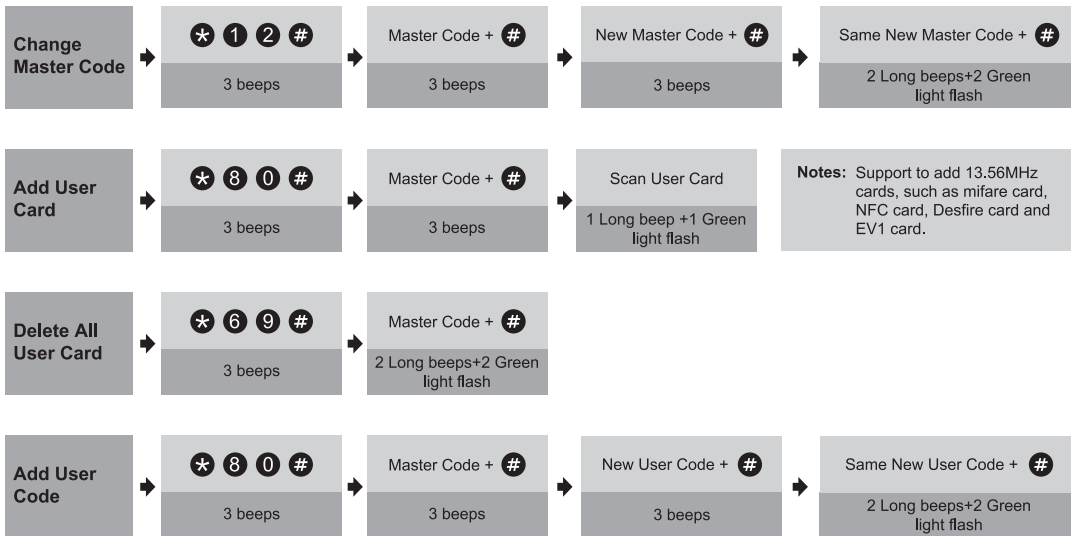 Change
Master Code
* 1 2 #
3 beeps
Master Code + #
3 beeps
New Master Code + #
3 beeps
Same New Master Code + #
2 Long beeps+2 Green
light flash
Add User
Card
* 8 0 #
3 beeps
Master Code + #
3 beeps
Scan User Card
1 Long beep +1 Green
light flash
Notes: Support to add 13.56MHz
cards, such as mifare card,
NFC card, Desfire card and
EV1 card.
Delete All
User Card
* 6 9 #
3 beeps
Master Code + #
2 Long beeps+2 Green
light flash
Add User
Code
* 8 0 #
3 beeps
Master Code + #
3 beeps
New User Code + #
3 beeps
Same New User Code + #
2 Long beeps+2 Green
light flash